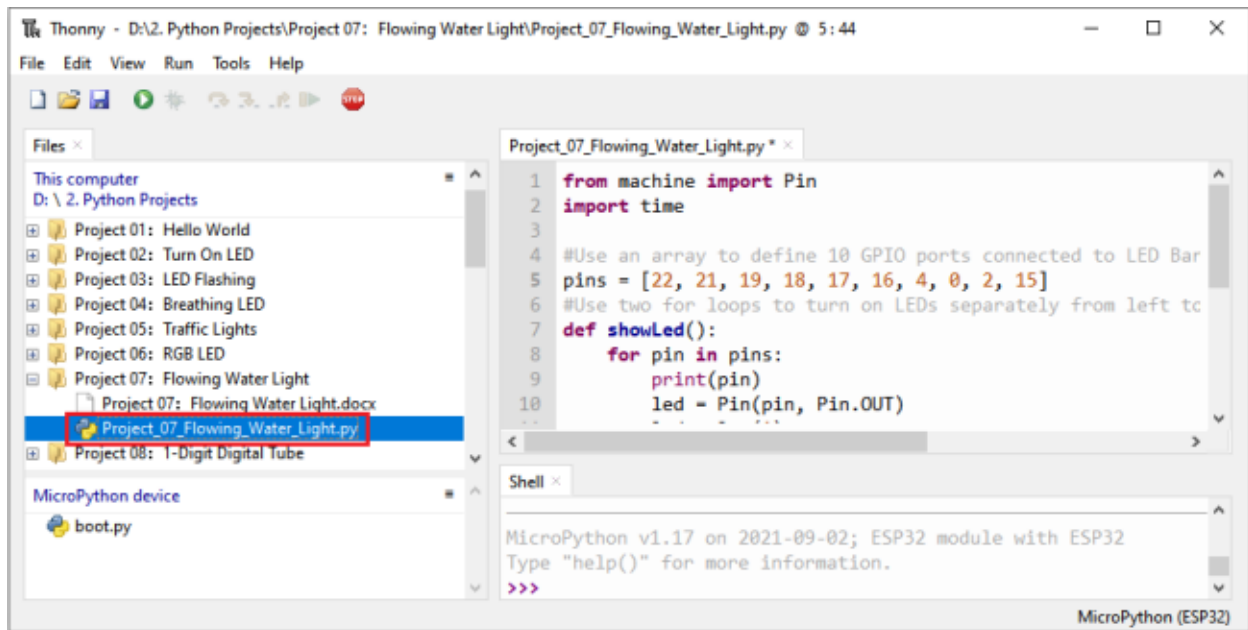 Thonny - D:\2. Python Projects\Project 07: Flowing Water Light\Project_07_Flowing_Water_Light.py @ 5:44
File Edit View Run Tools Help
STOP
Files
This computer
D: \ 2. Python Projects
Project 01: Hello World
Project 02: Turn On LED
Project 03: LED Flashing
Project 04: Breathing LED
Project 05: Traffic Lights
Project 06: RGB LED
Project 07: Flowing Water Light
Project 07: Flowing Water Light.docx
Project_07_Flowing_Water_Light.py
Project 08: 1-Digit Digital Tube
MicroPython device
boot.py
Project_07_Flowing_Water_Light.py *
1 from machine import Pin
2 import time
3
4 #Use an array to define 10 GPIO ports connected to LED Bar
5 pins = [22, 21, 19, 18, 17, 16, 4, 0, 2, 15]
6 #Use two for loops to turn on LEDs separately from left
7 def showLed():
8     for pin in pins:
9         print(pin)
10         led = Pin(pin, Pin.OUT)
Shell
MicroPython v1.17 on 2021-09-02; ESP32 module with ESP32
Type "help()" for more information.
>>>
MicroPython (ESP32)